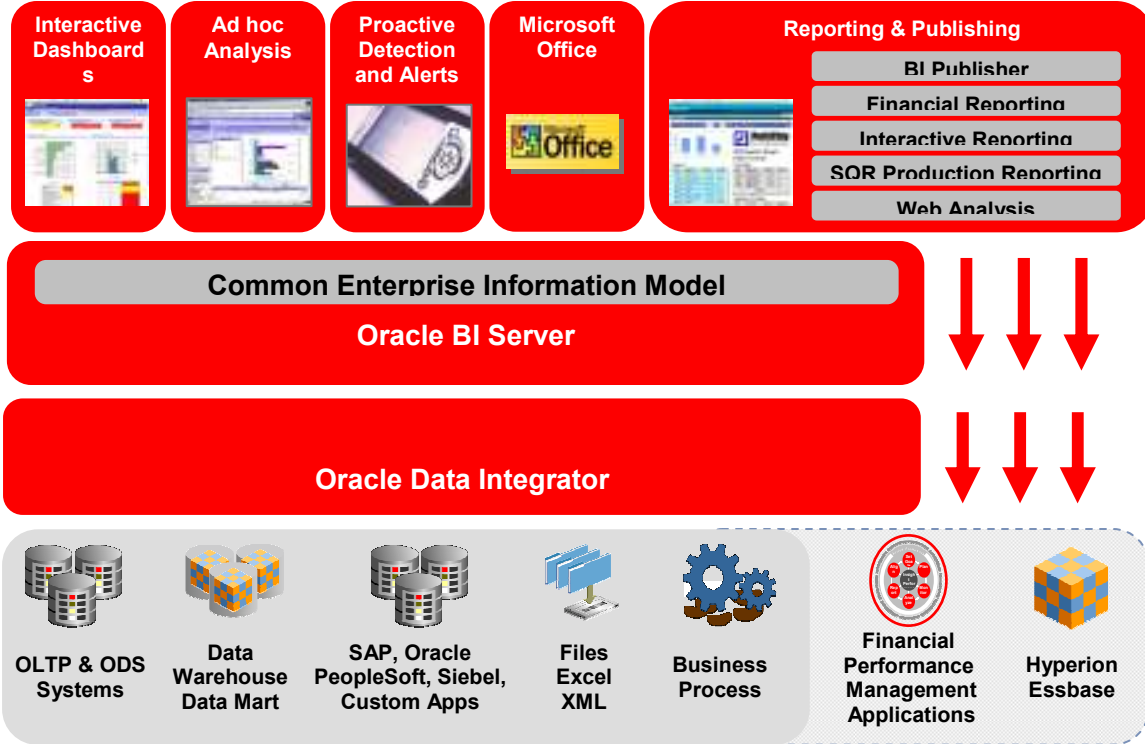 Interactive
Dashboard
s
Ad hoc
Analysis
Proactive
Detection
and Alerts
Microsoft
Office
Office
Reporting & Publishing
BI Publisher
Financial Reporting
Interactive Reporting
SQR Production Reporting
Web Analysis
Common Enterprise Information Model
Oracle BI Server
Oracle Data Integrator
OLTP & ODS
Systems
Data
Warehouse
Data Mart
SAP, Oracle
PeopleSoft, Siebel,
Custom Apps
Files
Excel
XML
Business
Process
Financial
Performance
Management
Applications
Hyperion
Essbase